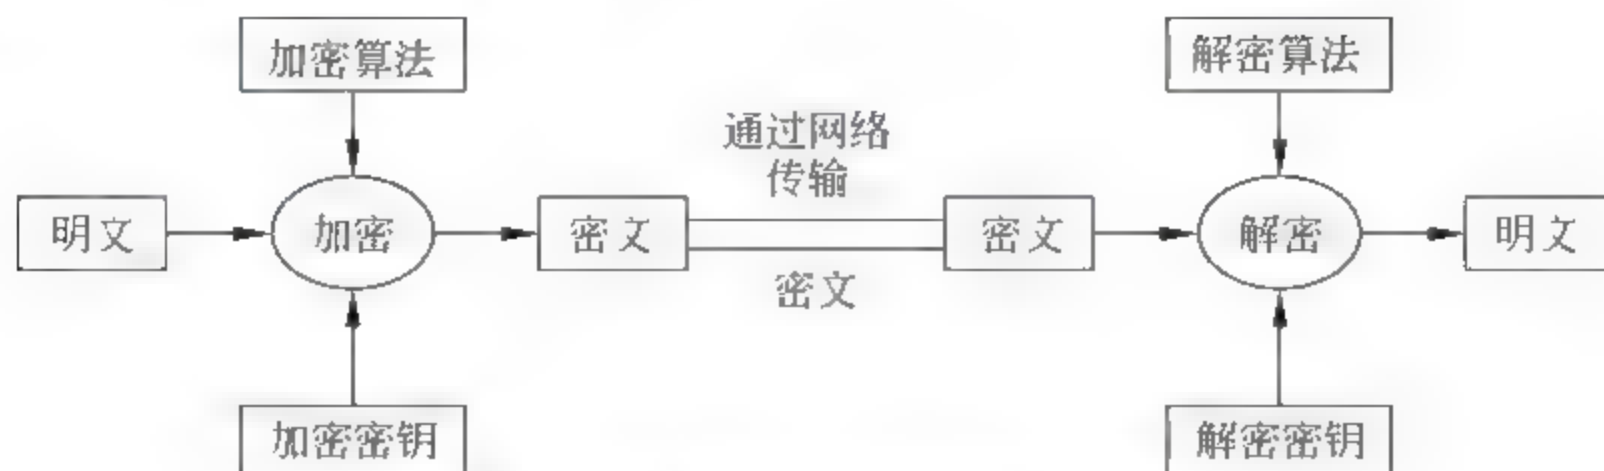 加密算法
解密算法
通过网络
传输
明文
加密
密文
密文
解密
明文
密文
加密密钥
解密密钥